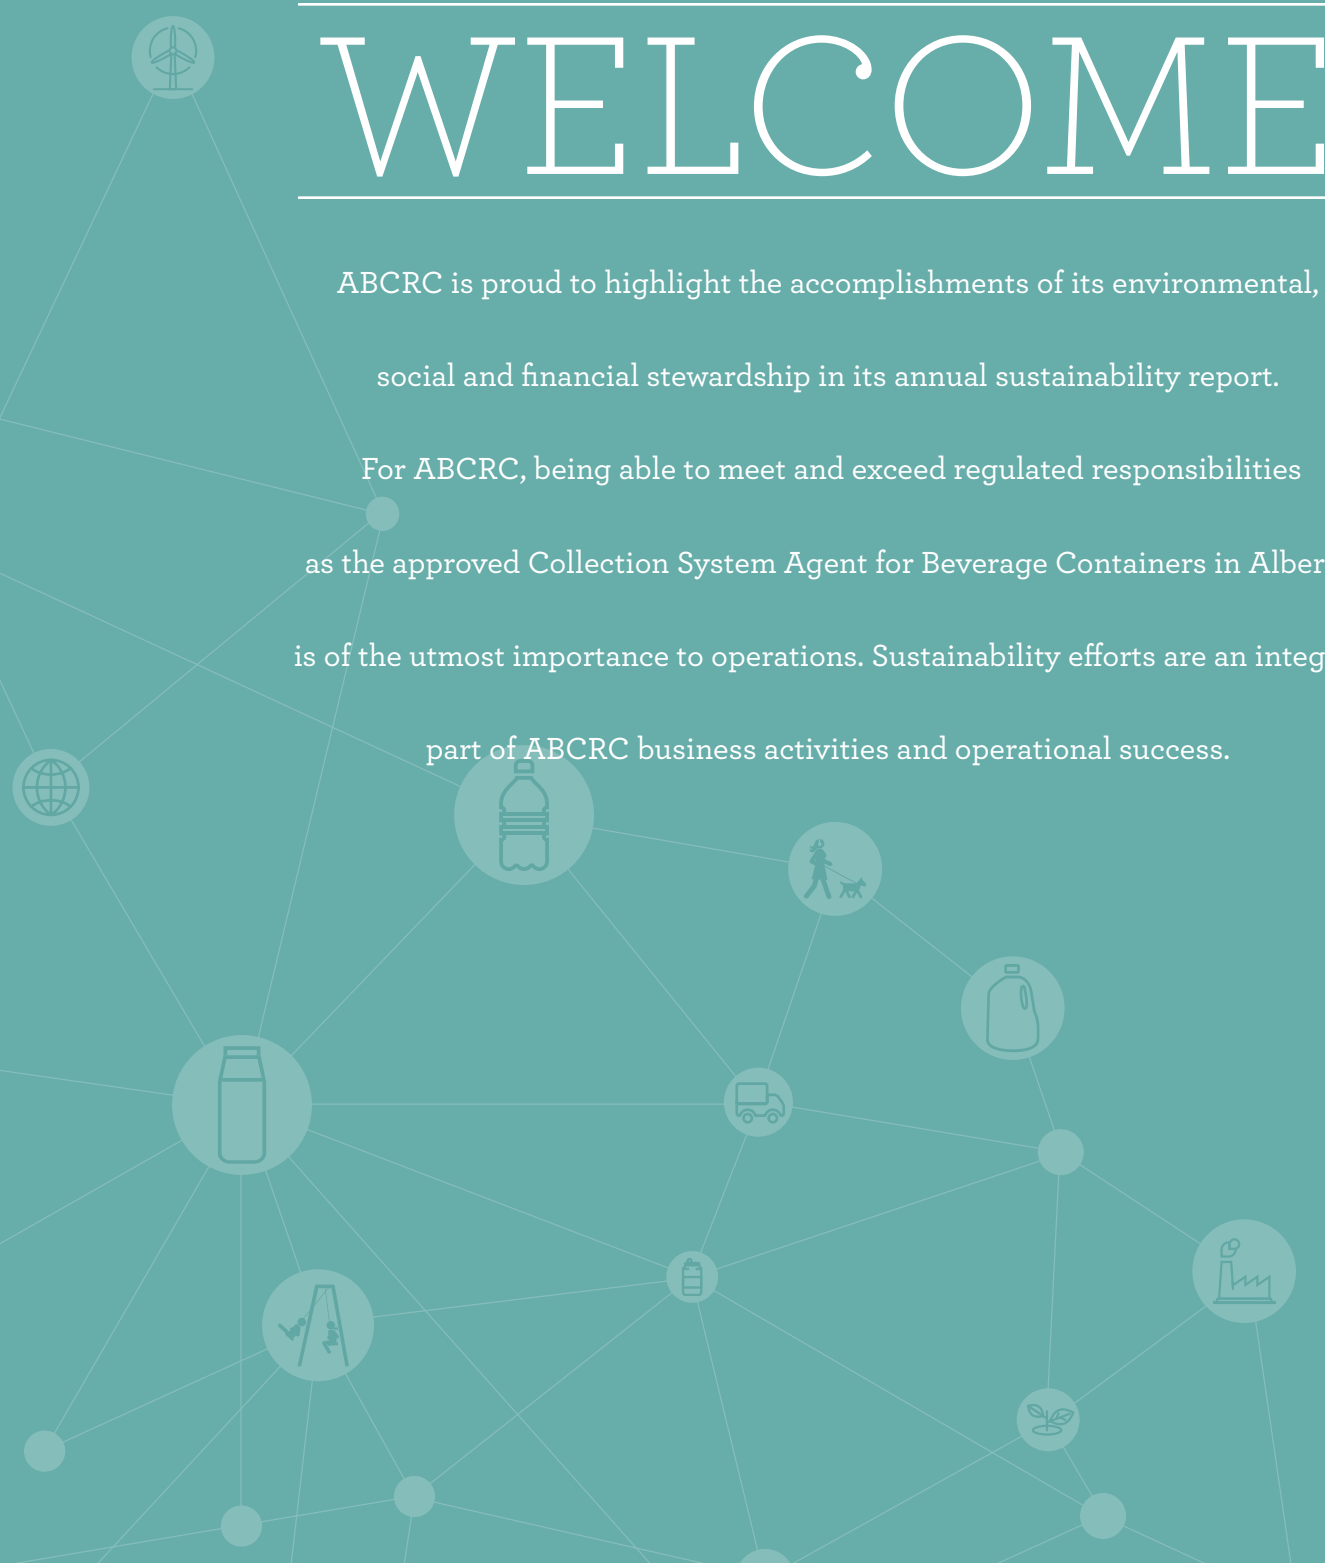 WELCOME
ABCRC is proud to highlight the accomplishments of its environmental,
social and financial stewardship in its annual sustainability report.
For ABCRC, being able to meet and exceed regulated responsibilities
as the approved Collection System Agent for Beverage Containers in Alber
is of the utmost importance to operations. Sustainability efforts are an integ
part of ABCRC business activities and operational success.